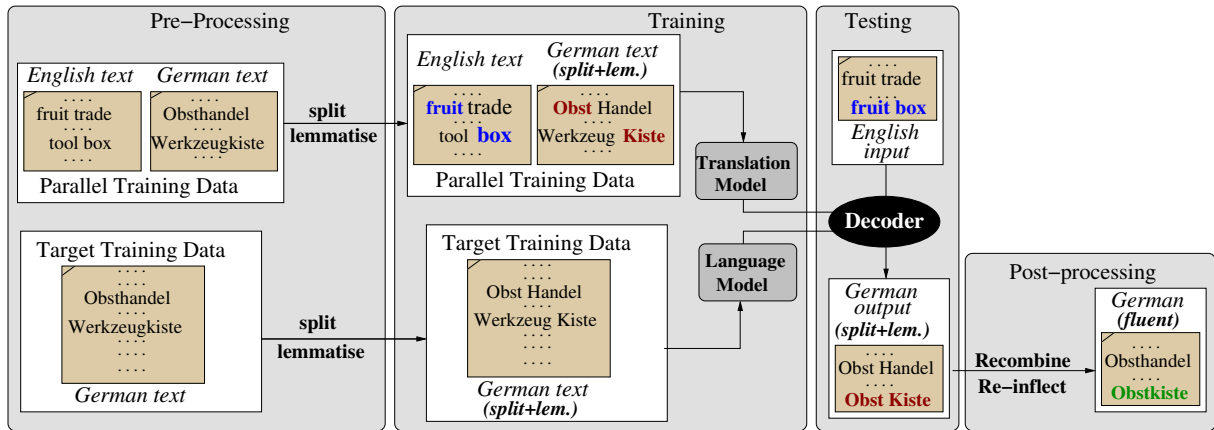 Pre-Processing
English text
German text
. . . .
fruit trade
. . . .
tool box
. . . .
. . . .
Obsthandel
. . . .
Werkzeugkiste
. . . .
Parallel Training Data
split
lemmatise
Target Training Data
. . . .
. . . .
Obsthandel
. . . .
Werkzeugkiste
. . . .
. . . .
. . . .
German text
split
lemmatise
Training
English text
German text
(split+lem.)
. . . .
fruit trade
. . . .
tool box
. . . .
. . . .
Obst Handel
. . . .
Werkzeug Kiste
. . . .
Parallel Training Data
Translation
Model
Target Training Data
. . . .
Obst Handel
. . . .
Werkzeug Kiste
. . . .
. . . .
. . . .
German text
(split+lem.)
Language
Model
Testing
. . . .
fruit trade
. . . .
fruit box
English
input
Decoder
German
output
(split+lem.)
. . . .
Obst Handel
. . . .
Obst Kiste
Post-processing
Recombine
Re-inflect
German
(fluent)
. . . .
Obsthandel
. . . .
Obstkiste